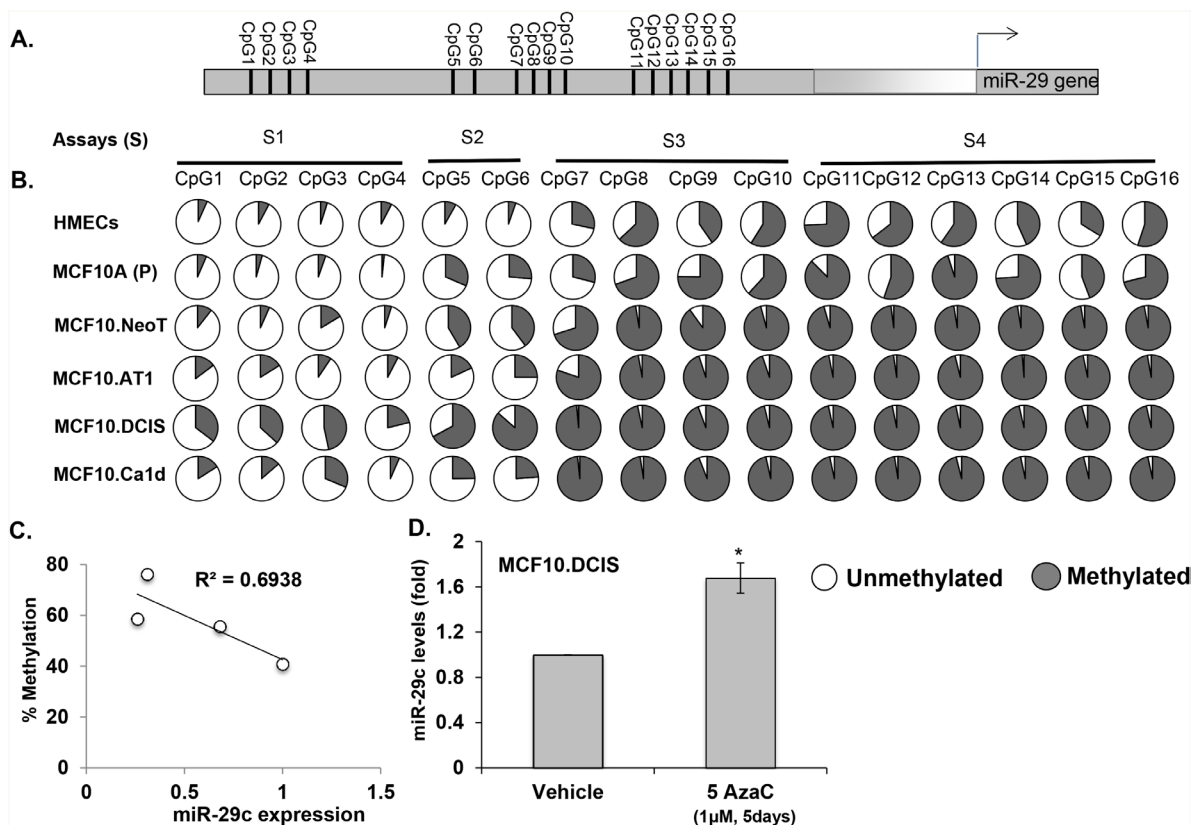 A.
CpG1 CpG2 CpG3 CpG4 CpG5 CpG6 CpG7 CpG8 CpG9 CpG10 CpG11 CpG12 CpG13 CpG14 CpG15 CpG16
miR-29 gene
Assays (S) S1 S2 S3 S4
B. CpG1 CpG2 CpG3 CpG4 CpG5 CpG6 CpG7 CpG8 CpG9 CpG10 CpG11 CpG12 CpG13 CpG14 CpG15 CpG16
HMECs
MCF10A (P)
MCF10.NeoT
MCF10.AT1
MCF10.DCIS
MCF10.Ca1d
C.
% Methylation
80
60
40
20
0
R² = 0.6938
0 0.5 1 1.5
miR-29c expression
D.
miR-29c levels (fold)
2
1.6
1.2
0.8
0.4
0
MCF10.DCIS
*
Vehicle 5 AzaC
(1µM, 5days)
Unmethylated Methylated